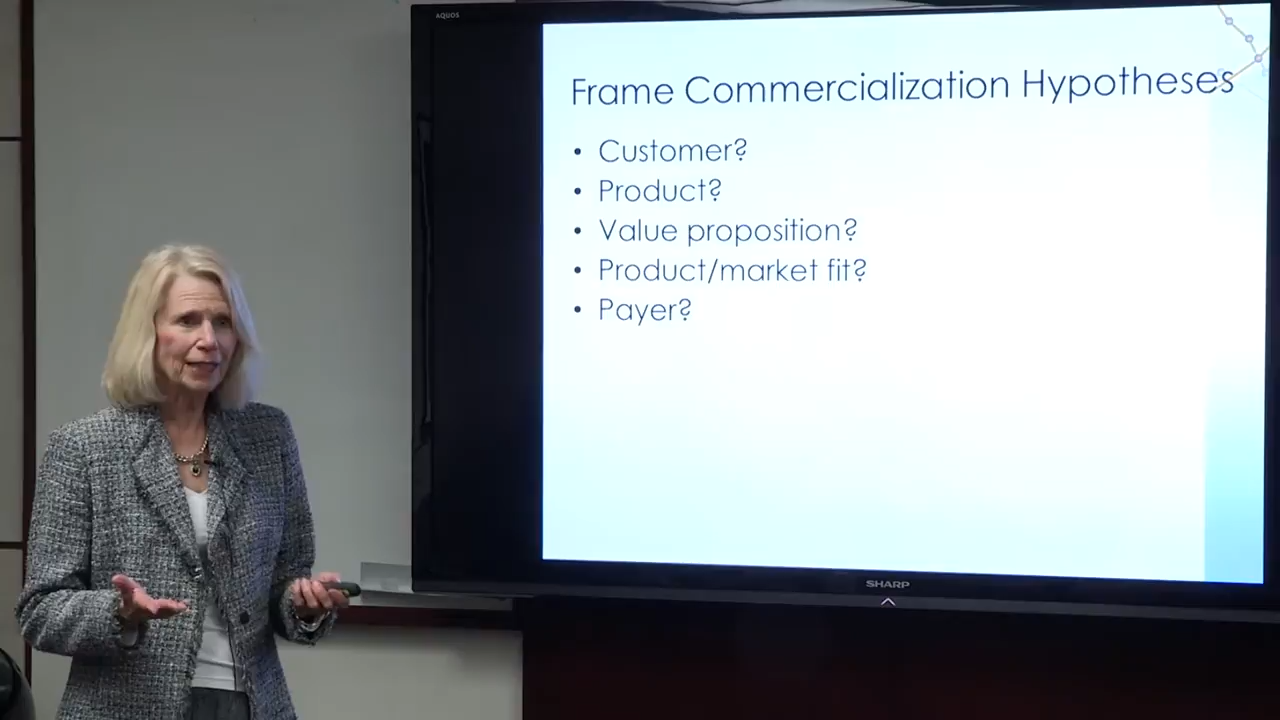 AQUOS
Frame Commercialization Hypotheses
• Customer?
• Product?
• Value proposition?
• Product/market fit?
• Payer?
SHARP